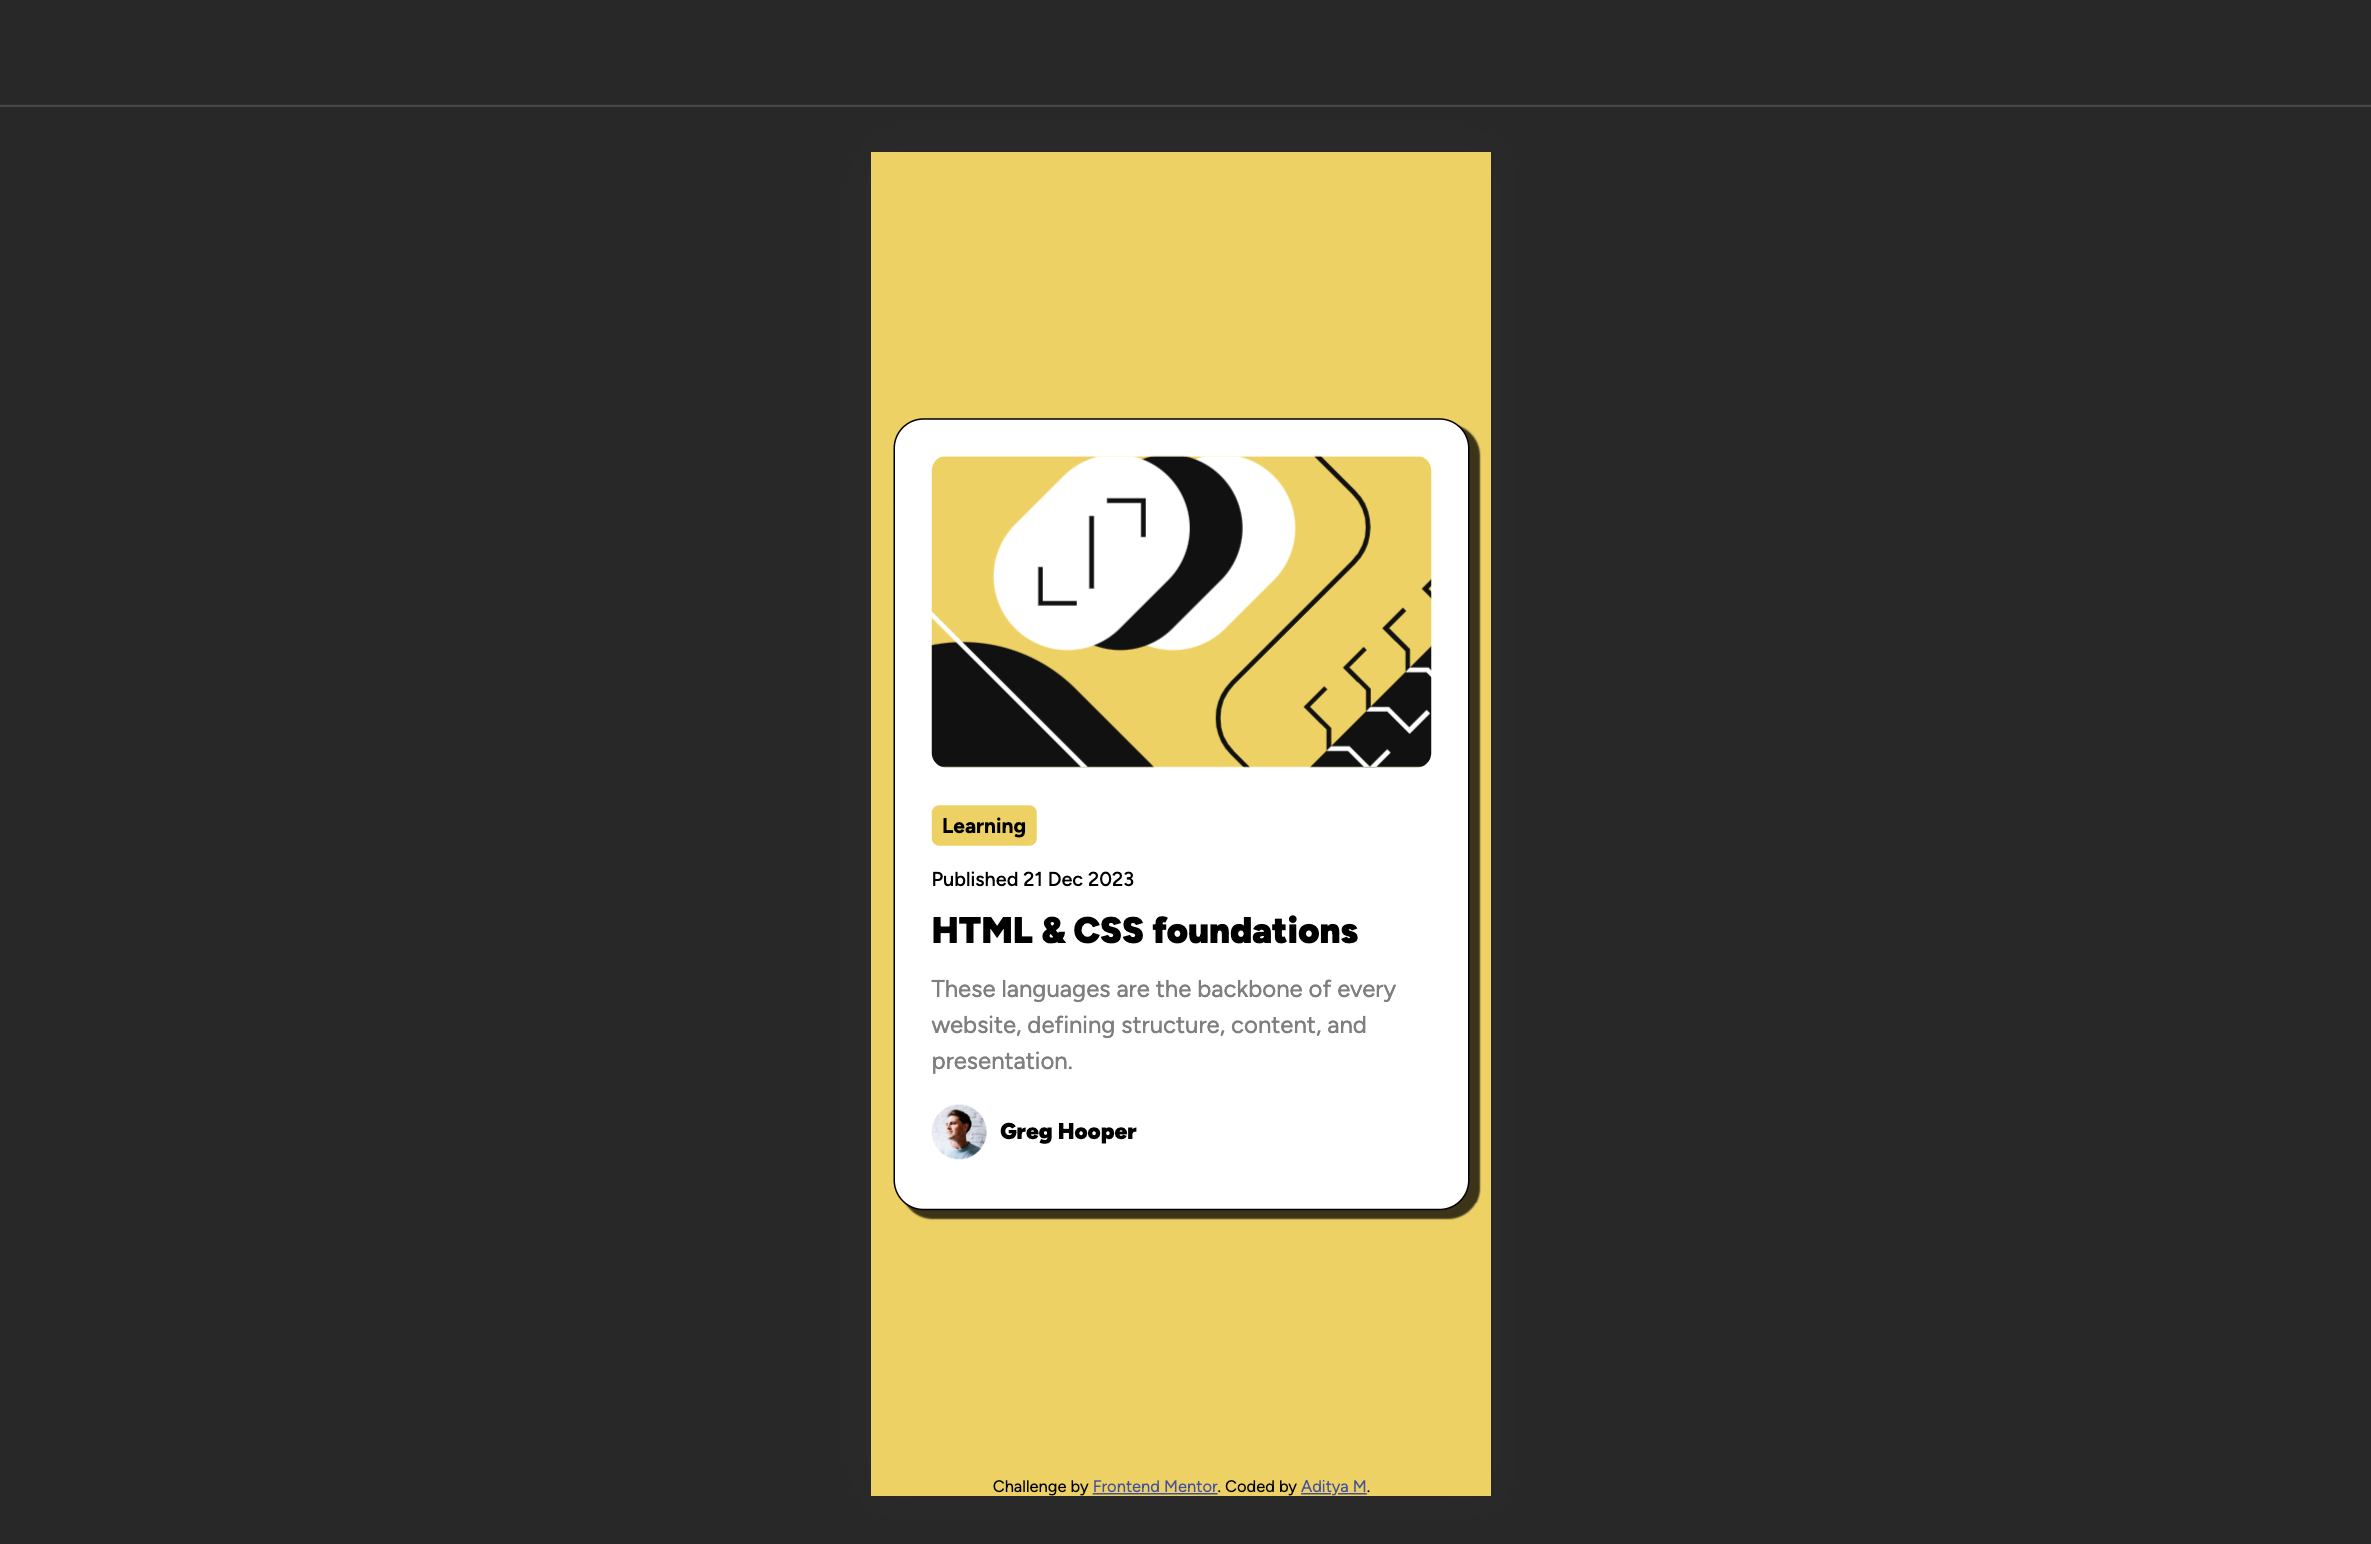 Learning
Published 21 Dec 2023
HTML & CSS foundations
These languages are the backbone of every
website, defining structure, content, and
presentation.
Greg Hooper
Challenge by Frontend Mentor. Coded by Aditya M.